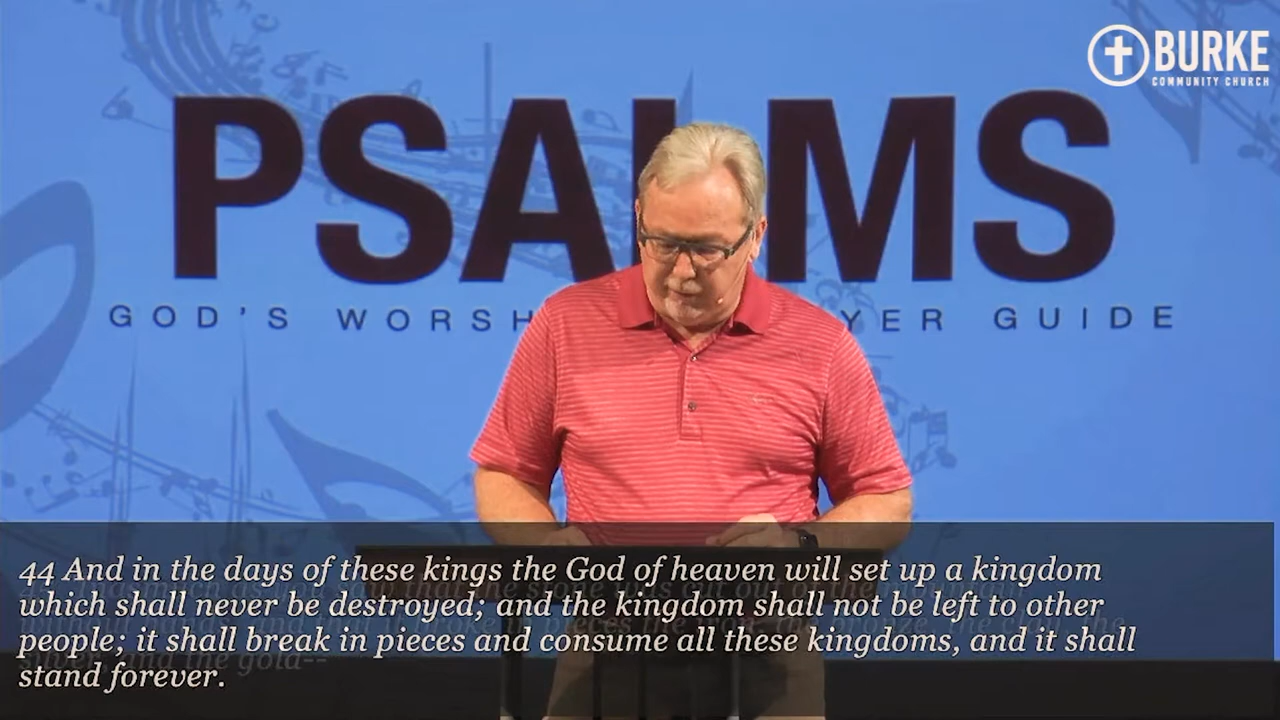 BURKE
COMMUNITY CHURCH
PSALMS
GOD'S WORSH YER GUIDE
44 And in the days of these kings the God of heaven will set up a kingdom
which shall never be destroyed; and the kingdom shall not be left to other
people; it shall break in pieces and consume all these kingdoms, and it shall
stand forever.